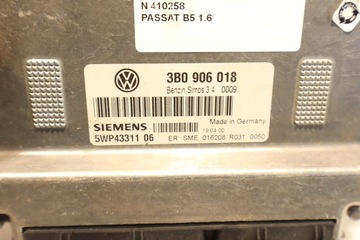 N 410258
PASSAT B5 1.6
3B0 906 018
Benzin Simos 3.4 0009
SIEMENS
Made in Germany
19.04.00
5WP43311 06
ER SME 016208 R031 0050